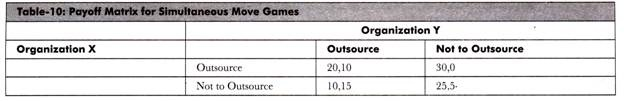 Table-10: Payoff Matrix for Simultaneous Move Games
Organization Y
Organization X Outsource Not to Outsource
Outsource 20,10 30,0
Not to Outsource 10,15 25,5